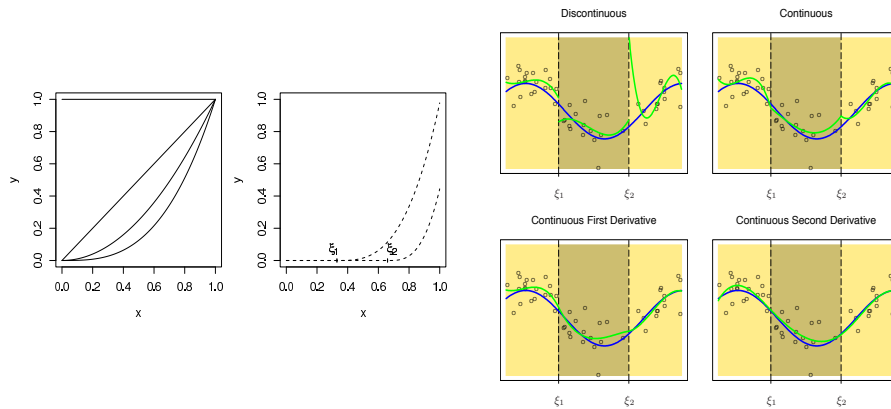 Discontinuous
Continuous
1.0
0.8
0.6
0.4
0.2
0.0
y
0.0 0.2 0.4 0.6 0.8 1.0
x
1.0
0.8
0.6
0.4
0.2
0.0
y
ξ1 ξ2
0.0 0.2 0.4 0.6 0.8 1.0
x
ξ1 ξ2
ξ1 ξ2
Continuous First Derivative
Continuous Second Derivative
ξ1 ξ2
ξ1 ξ2